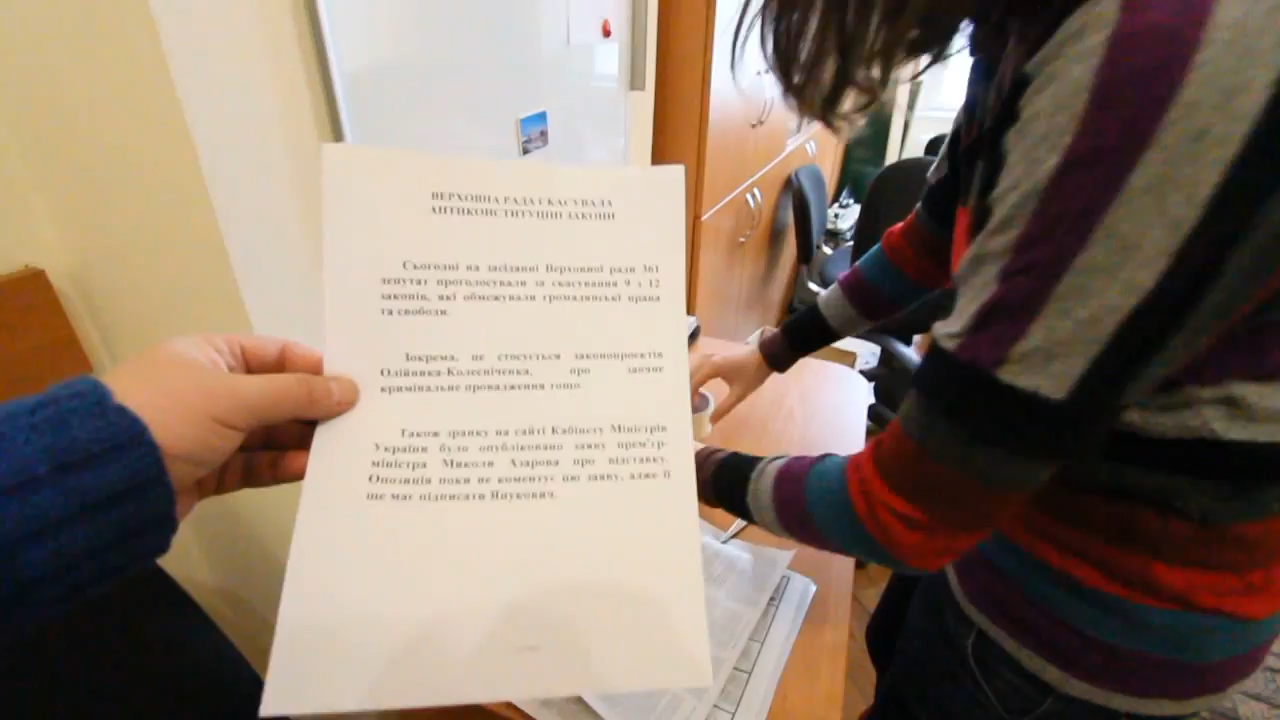 ВЕРХОВНА РАДА СКАСУВАЛА
АНТИКОНСТИТУЦІЙНІ ЗАКОНИ
Сьогодні на засіданні Верховної ради 361
депутат проголосували за скасування 9 з 12
законів, які обмежували громадянські права
та свободи.
Зокрема, це стосується законопроектів
Олійника-Колесніченка, про заочне
кримінальне провадження тощо.
Також зранку на сайті Кабінету Міністрів
України було опубліковано заяву прем'єр-
міністра Миколи Азарова про відставку.
Опозиція поки не коментує цю заяву, адже її
ще має підписати Янукович.